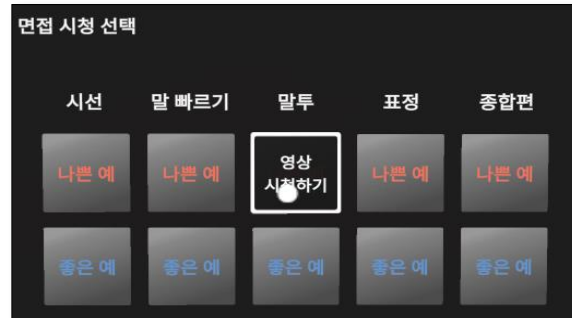 면접 시청 선택
시선 말 빠르기 말투 표정 종합편
나쁜 예 나쁜 예 영상 시청하기 나쁜 예 나쁜 예
좋은 예 좋은 예 좋은 예 좋은 예 좋은 예